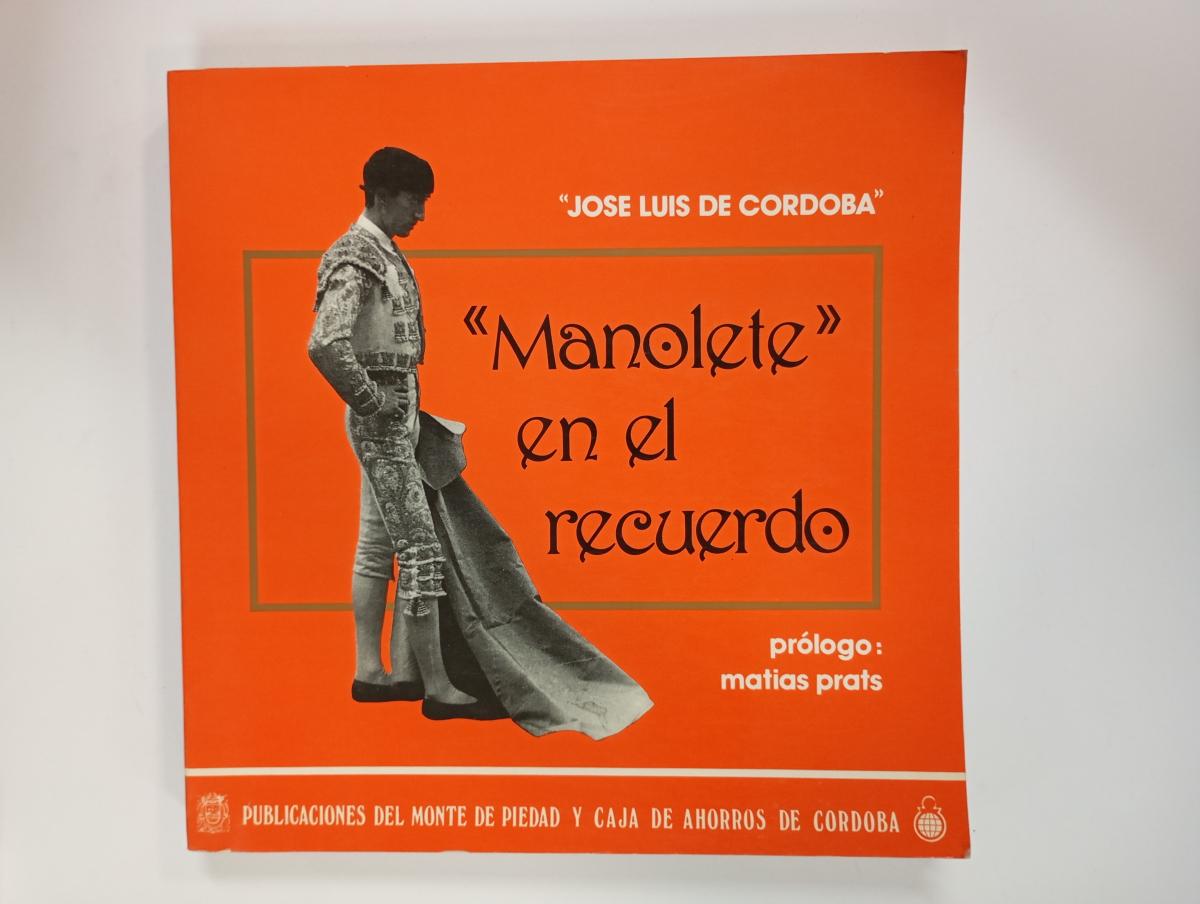 “JOSE LUIS DE CORDOBA”
“Manolete”
en el
recuerdo
prólogo:
matias prats
PUBLICACIONES DEL MONTE DE PIEDAD Y CAJA DE AHORROS DE CORDOBA